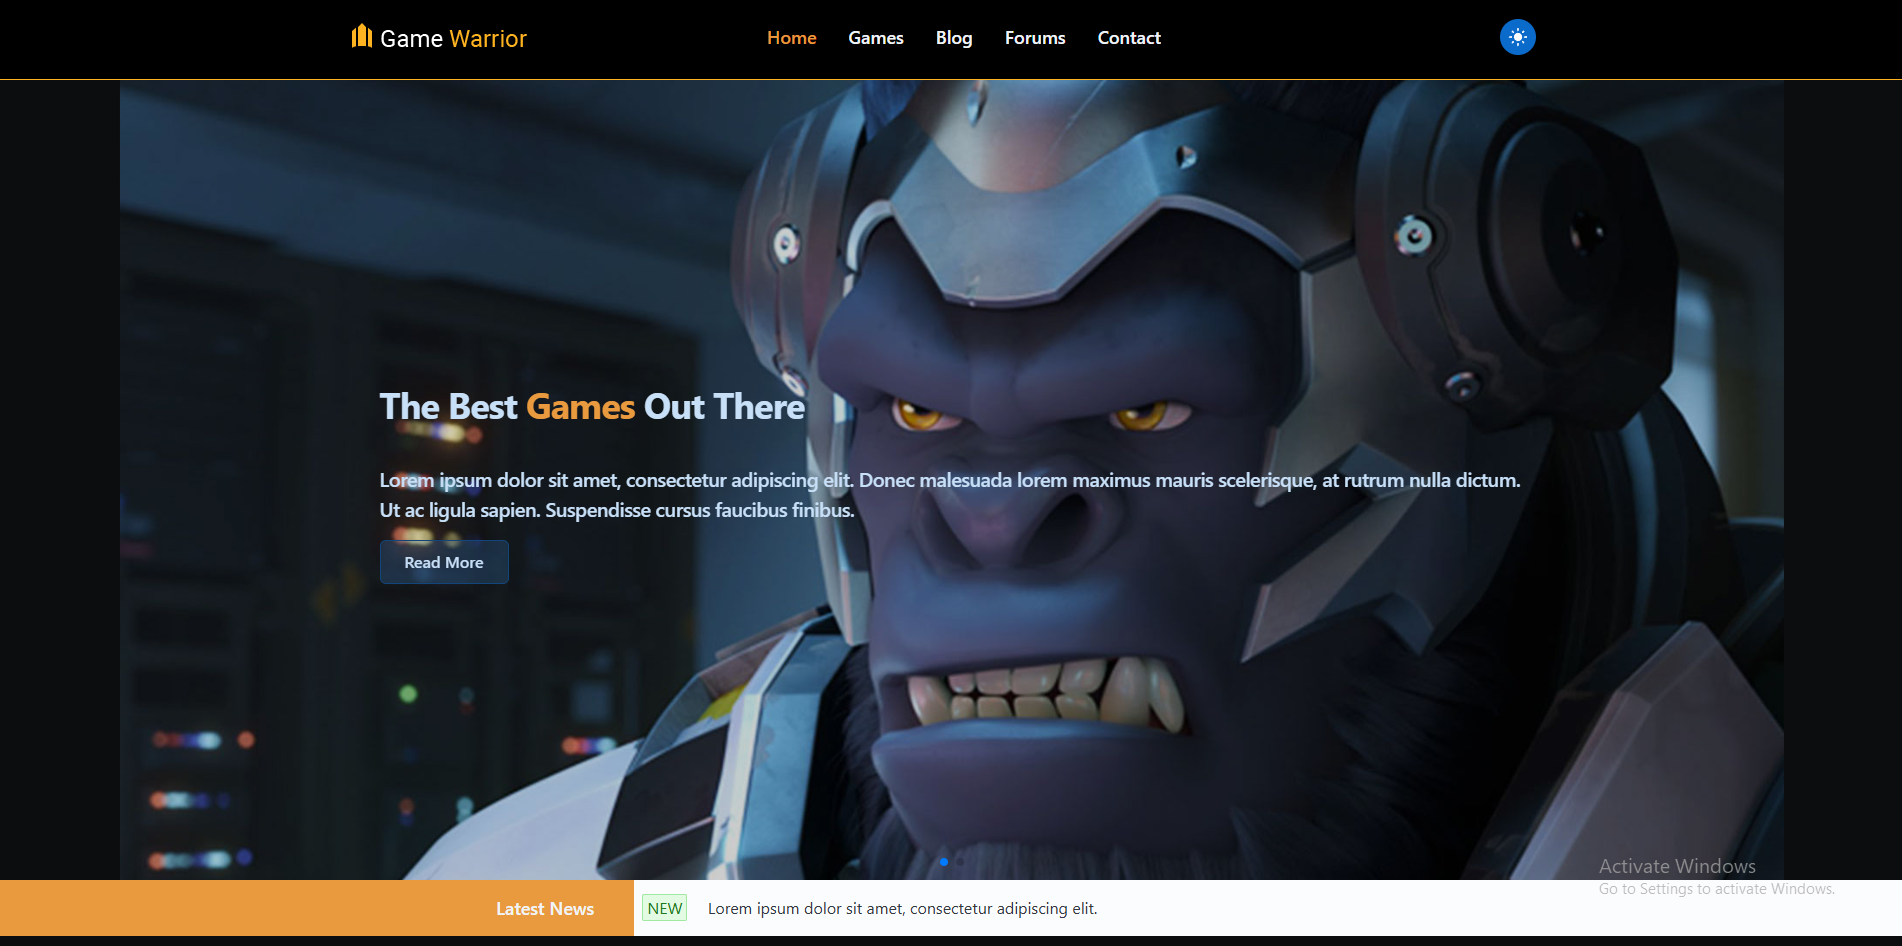 Game Warrior
Home Games Blog Forums Contact
The Best Games Out There
Lorem ipsum dolor sit amet, consectetur adipiscing elit. Donec malesuada lorem maximus mauris scelerisque, at rutrum nulla dictum.
Ut ac ligula sapien. Suspendisse cursus faucibus finibus.
Read More
Activate Windows
Go to Settings to activate Windows.
Latest News
NEW Lorem ipsum dolor sit amet, consectetur adipiscing elit.